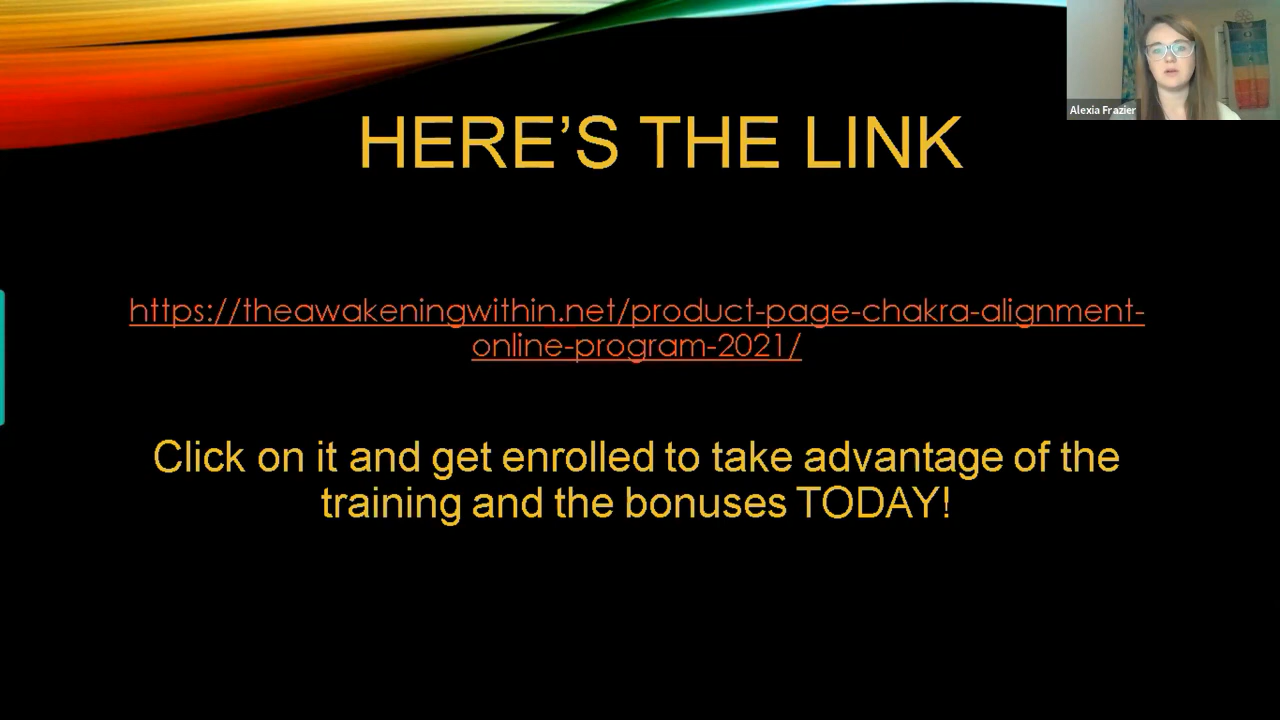 Alexia Frazier
HERE’S THE LINK
https://theawakeningwithin.net/product-page-chakra-alignment-
online-program-2021/
Click on it and get enrolled to take advantage of the
training and the bonuses TODAY!